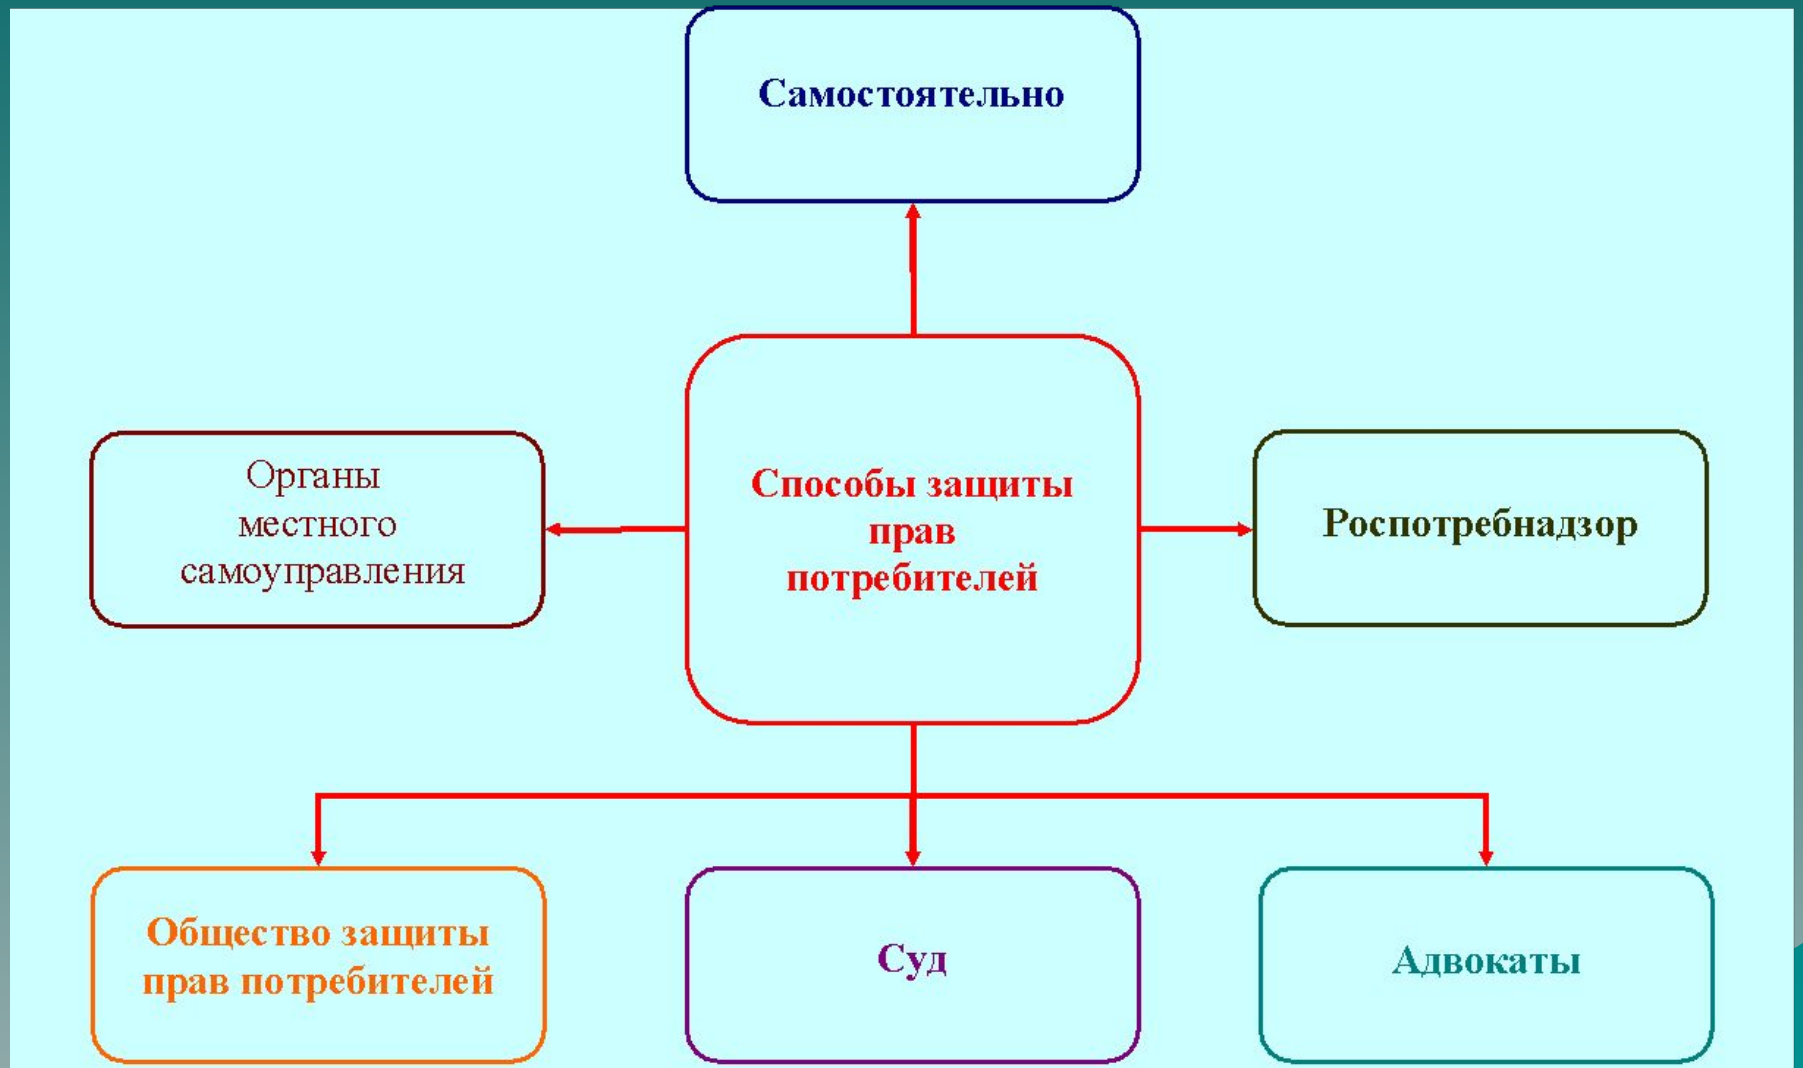 Самостоятельно
Органы
местного
самоуправления
Способы защиты
прав
потребителей
Роспотребнадзор
Общество защиты
прав потребителей
Суд
Адвокаты